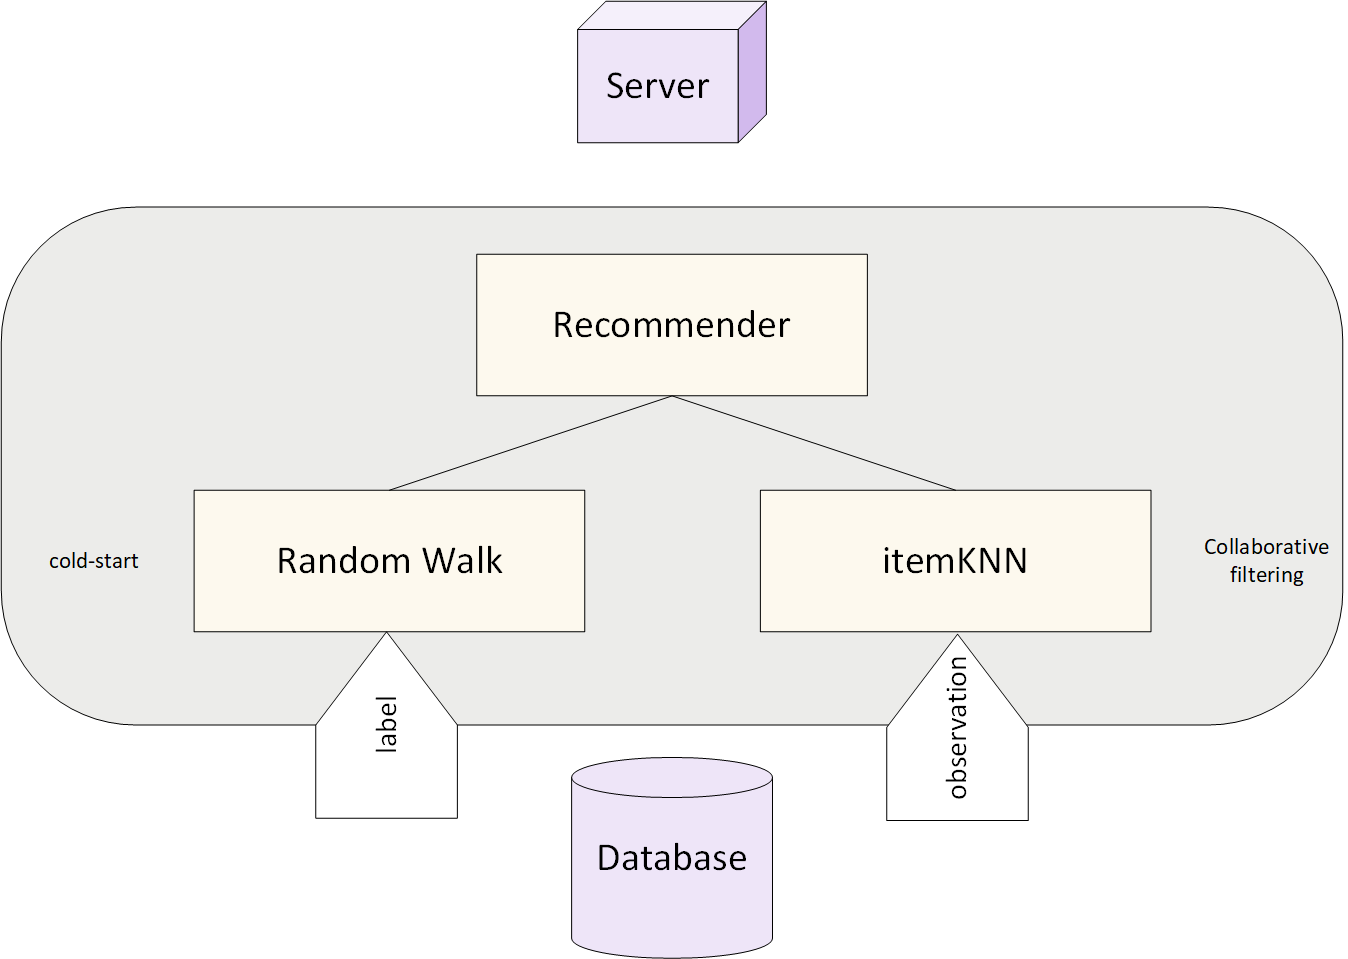 Server
Recommender
cold-start
Random Walk
itemKNN
Collaborative
filtering
label
observation
Database